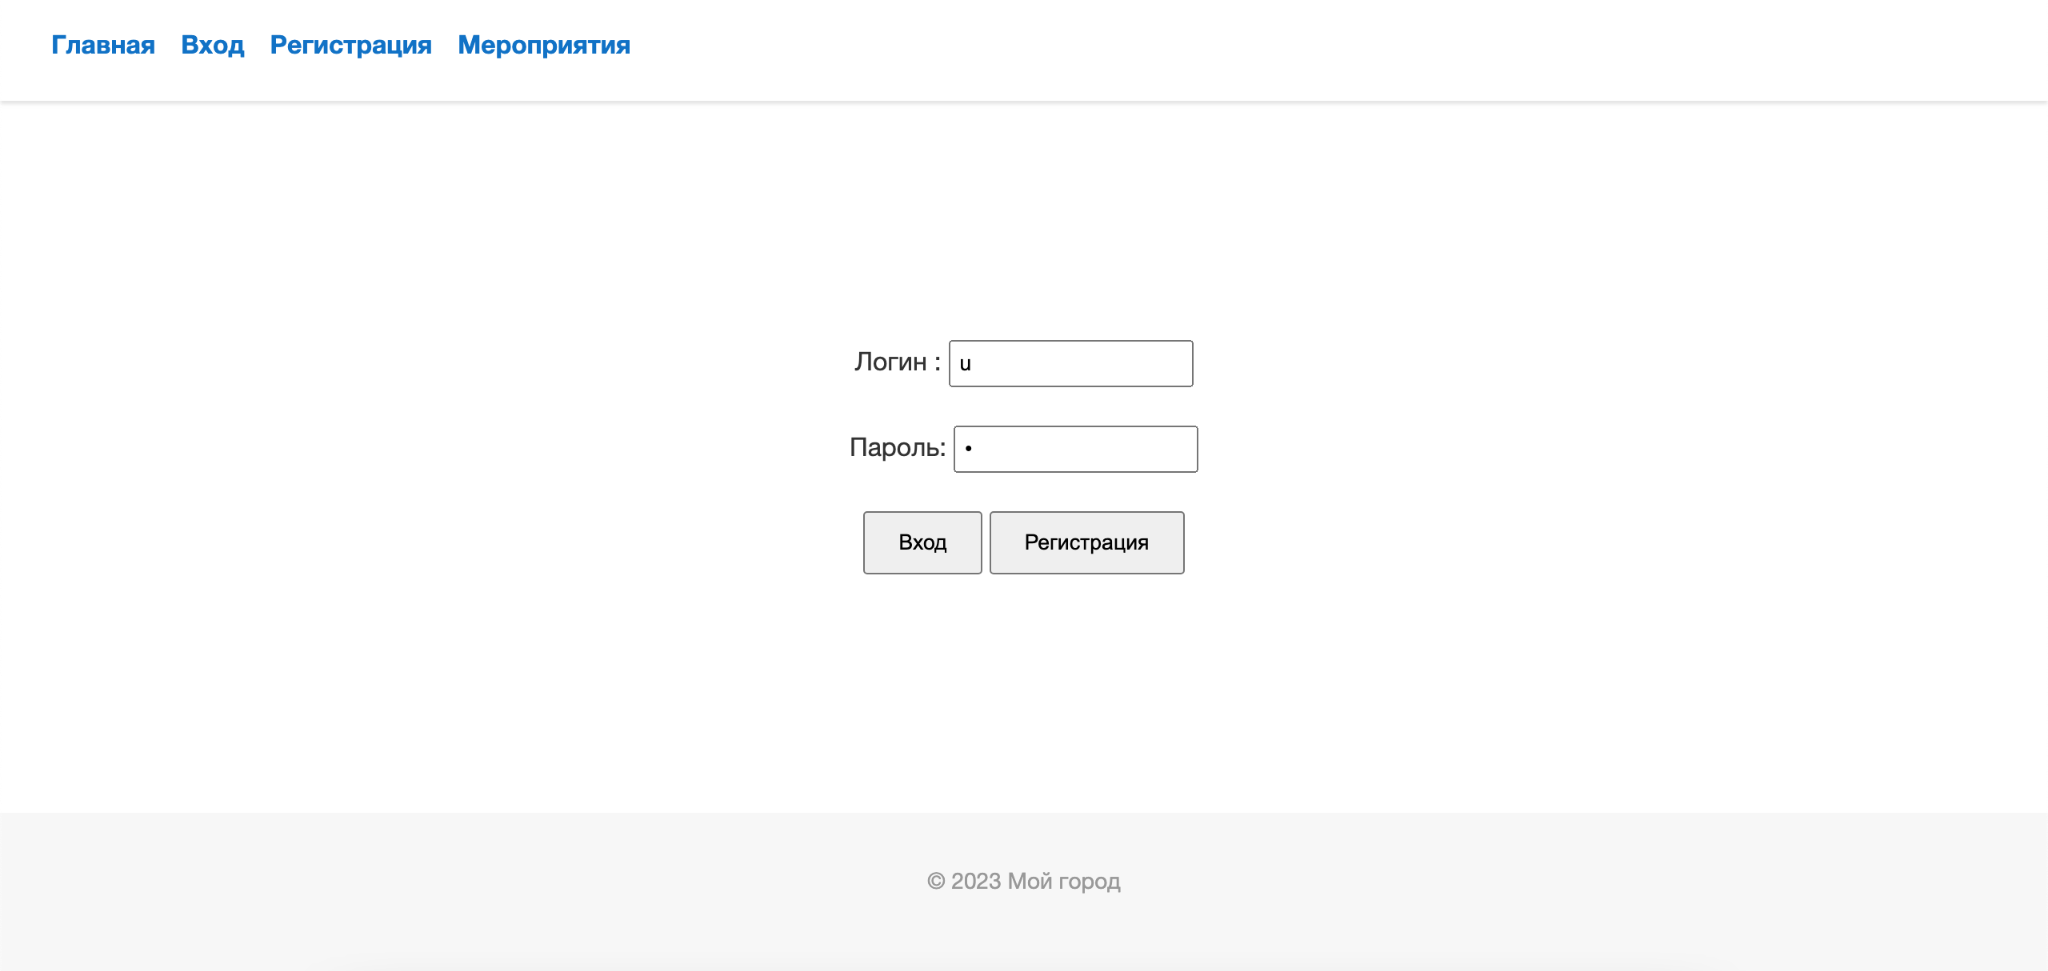 Главная Вход Регистрация Мероприятия
Логин : u
Пароль: •
Вход Регистрация
© 2023 Мой город